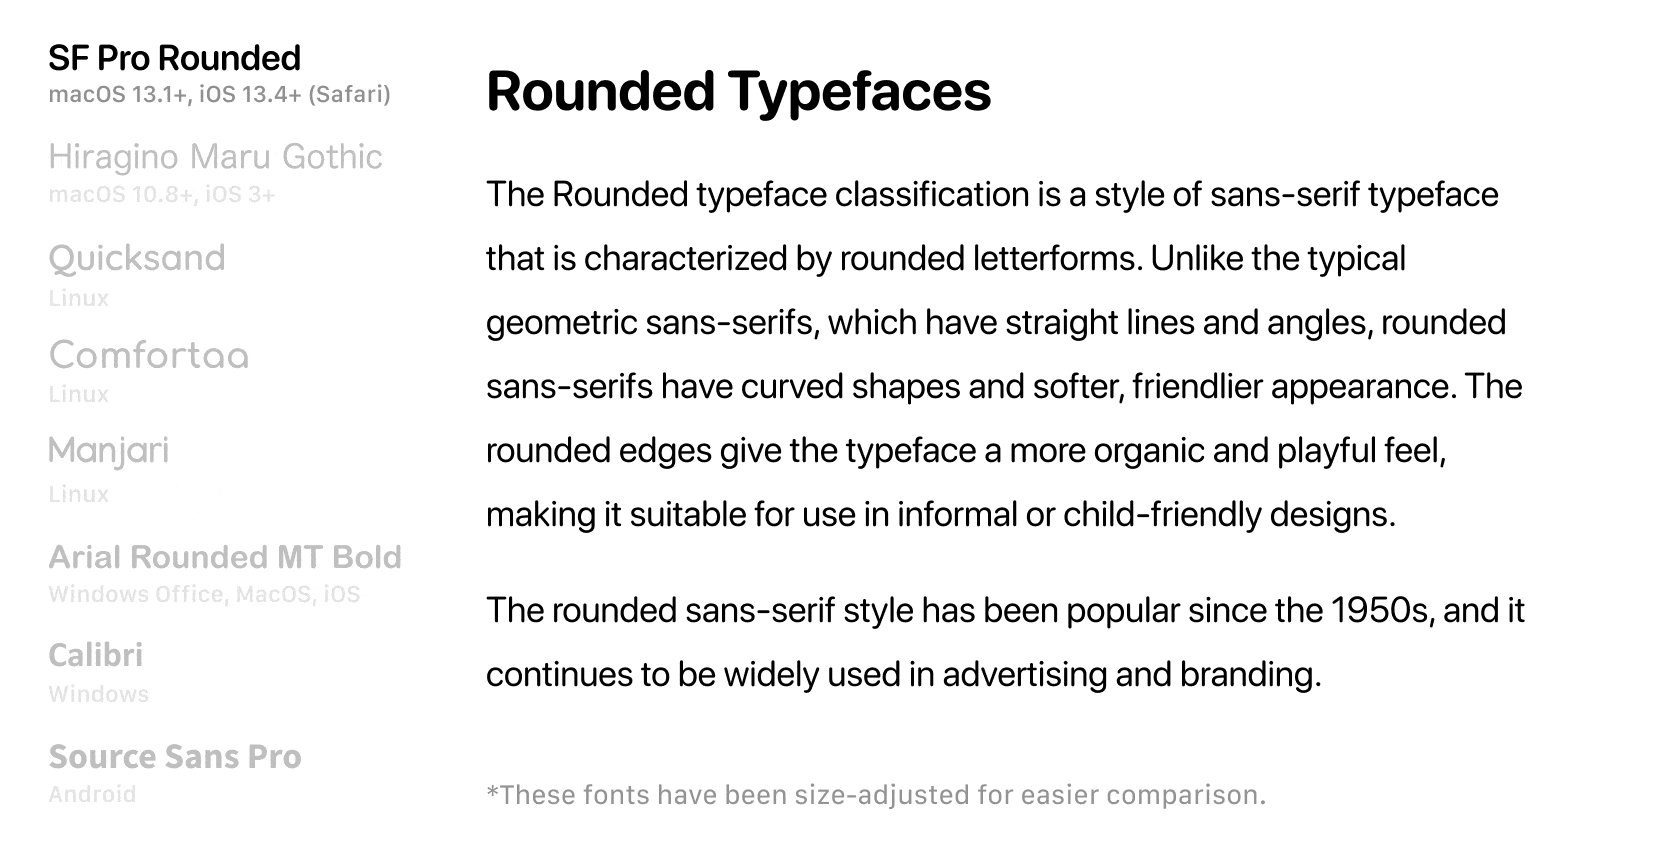 SF Pro Rounded
macOS 13.1+, iOS 13.4+ (Safari)
Hiragino Maru Gothic
macOS 10.8+, iOS 3+
Quicksand
Linux
Comfortaa
Linux
Manjari
Linux
Arial Rounded MT Bold
Windows Office, MacOS, iOS
Calibri
Windows
Source Sans Pro
Android
Rounded Typefaces
The Rounded typeface classification is a style of sans-serif typeface
that is characterized by rounded letterforms. Unlike the typical
geometric sans-serifs, which have straight lines and angles, rounded
sans-serifs have curved shapes and softer, friendlier appearance. The
rounded edges give the typeface a more organic and playful feel,
making it suitable for use in informal or child-friendly designs.
The rounded sans-serif style has been popular since the 1950s, and it
continues to be widely used in advertising and branding.
*These fonts have been size-adjusted for easier comparison.